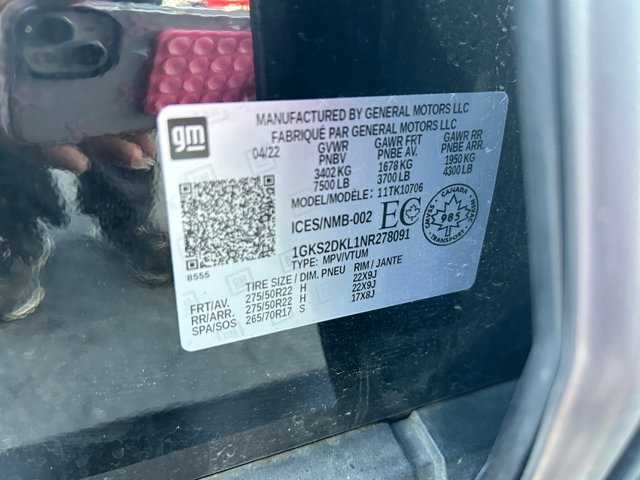 gm
MANUFACTURED BY GENERAL MOTORS LLC
FABRIQUÉ PAR GENERAL MOTORS LLC
04/22 GVWR GAWR FRT GAWR RR
PNBV PNBE AV. PNBE ARR.
3402 KG 1678 KG 1950 KG
7500 LB 3700 LB 4300 LB
MODEL/MODÈLE: 11TK10706
ICES/NMB-002 EC CANADA 985
1GKS2DKL1NR278091
8555 TYPE: MPV/VTUM
TIRE SIZE / DIM. PNEU RIM / JANTE
FRT/AV. 275/50R22 H 22X9J
RR/ARR. 275/50R22 H 22X9J
SPA/SOS 265/70R17 S 17X8J